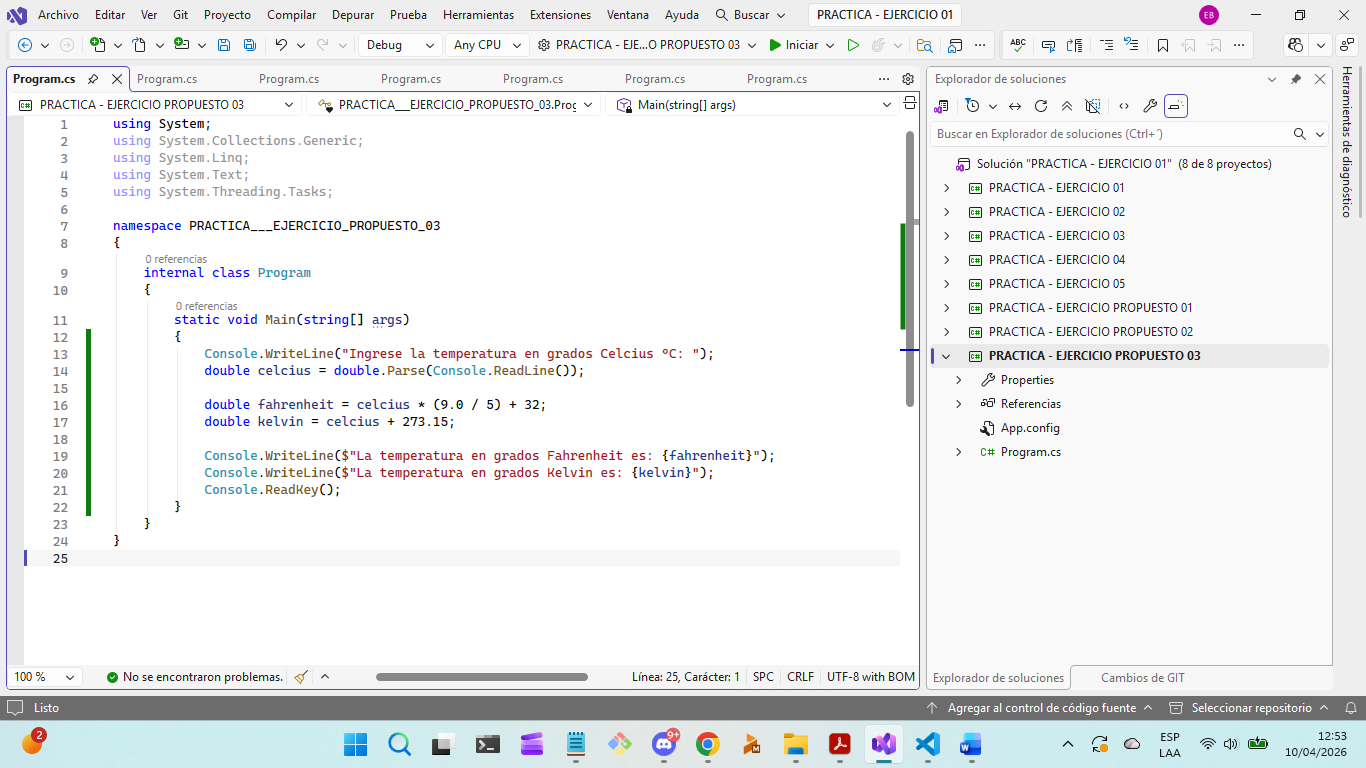 Archivo Editar Ver Git Proyecto Compilar Depurar Prueba Herramientas Extensiones Ventana Ayuda Buscar PRACTICA - EJERCICIO 01 EB
Debug Any CPU PRACTICA - EJE...O PROPUESTO 03 Iniciar ABC
Program.cs Program.cs Program.cs Program.cs Program.cs Program.cs Program.cs
PRACTICA - EJERCICIO PROPUESTO 03 PRACTICA___EJERCICIO_PROPUESTO_03.Prog Main(string[] args)
1 using System;
2 using System.Collections.Generic;
3 using System.Linq;
4 using System.Text;
5 using System.Threading.Tasks;
6
7 namespace PRACTICA___EJERCICIO_PROPUESTO_03
8 {
0 referencias
9 internal class Program
10 {
0 referencias
11 static void Main(string[] args)
12 {
13 Console.WriteLine("Ingrese la temperatura en grados Celcius °C: ");
14 double celcius = double.Parse(Console.ReadLine());
15
16 double fahrenheit = celcius * (9.0 / 5) + 32;
17 double kelvin = celcius + 273.15;
18
19 Console.WriteLine($"La temperatura en grados Fahrenheit es: {fahrenheit}");
20 Console.WriteLine($"La temperatura en grados Kelvin es: {kelvin}");
21 Console.ReadKey();
22 }
23 }
24 }
25
100 % No se encontraron problemas. Línea: 25, Carácter: 1 SPC CRLF UTF-8 with BOM
Explorador de soluciones
Buscar en Explorador de soluciones (Ctrl+´)
Solución "PRACTICA - EJERCICIO 01" (8 de 8 proyectos)
C# PRACTICA - EJERCICIO 01
C# PRACTICA - EJERCICIO 02
C# PRACTICA - EJERCICIO 03
C# PRACTICA - EJERCICIO 04
C# PRACTICA - EJERCICIO 05
C# PRACTICA - EJERCICIO PROPUESTO 01
C# PRACTICA - EJERCICIO PROPUESTO 02
C# PRACTICA - EJERCICIO PROPUESTO 03
Properties
Referencias
App.config
C# Program.cs
Explorador de soluciones Cambios de GIT
Herramientas de diagnóstico
Listo Agregar al control de código fuente Seleccionar repositorio
2 9+ ESP 12:53
LAA 10/04/2026